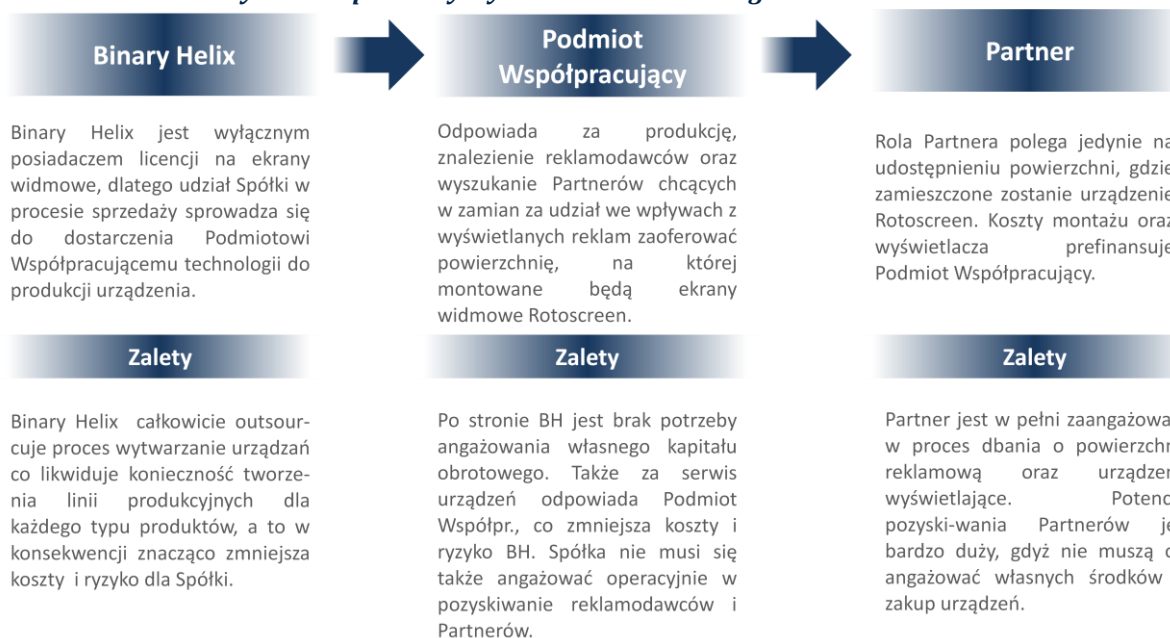 Binary Helix
Binary Helix jest wyłącznym
posiadaczem licencji na ekrany
widmowe, dlatego udział Spółki w
procesie sprzedaży sprowadza się
do dostarczenia Podmiotowi
Współpracującemu technologii do
produkcji urządzenia.
Zalety
Binary Helix całkowicie outsour-
cuje proces wytwarzanie urządzań
co likwiduje konieczność tworze-
nia linii produkcyjnych dla
każdego typu produktów, a to w
konsekwencji znacząco zmniejsza
koszty i ryzyko dla Spółki.
Podmiot
Współpracujący
Odpowiada za produkcję,
znalezienie reklamodawców oraz
wyszukanie Partnerów chcących
w zamian za udział we wpływach z
wyświetlanych reklam zaoferować
powierzchnię, na której
montowane będą ekrany
widmowe Rotoscreen.
Zalety
Po stronie BH jest brak potrzeby
angażowania własnego kapitału
obrotowego. Także za serwis
urządzeń odpowiada Podmiot
Współpr., co zmniejsza koszty i
ryzyko BH. Spółka nie musi się
także angażować operacyjnie w
pozyskiwanie reklamodawców i
Partnerów.
Partner
Rola Partnera polega jedynie na
udostępnieniu powierzchni, gdzie
zamieszczone zostanie urządzenie
Rotoscreen. Koszty montażu oraz
wyświetlacza prefinansuje
Podmiot Współpracujący.
Zalety
Partner jest w pełni
w proces dbania o
reklamową oraz
wyświetlające.
pozyski-wania Partnerów
bardzo duży, gdyż nie muszą
angażować własnych środków
zakup urządzeń.